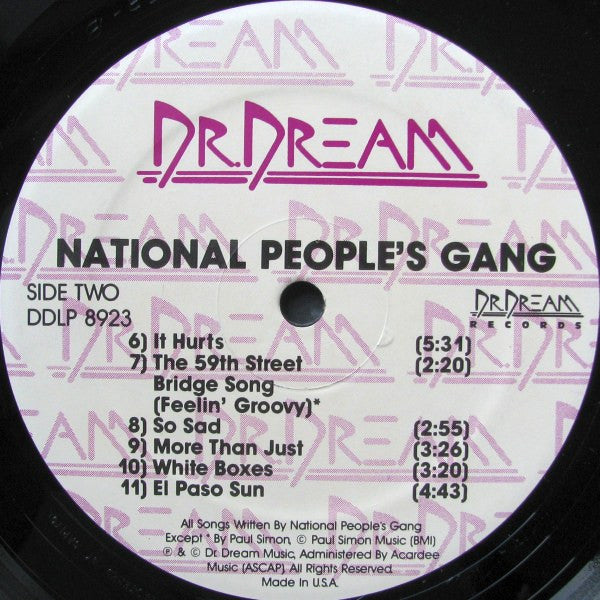 DR. DREAM
NATIONAL PEOPLE'S GANG
SIDE TWO
DDLP 8923
DR. DREAM
RECORDS
6) It Hurts (5:31)
7) The 59th Street (2:20)
Bridge Song
(Feelin' Groovy)*
8) So Sad (2:55)
9) More Than Just (3:26)
10) White Boxes (3:20)
11) El Paso Sun (4:43)
All Songs Written By National People's Gang
Except * By Paul Simon, © Paul Simon Music (BMI)
℗ & © Dr. Dream Music, Administered By Acardee
Music (ASCAP). All Rights Reserved.
Made in U.S.A.